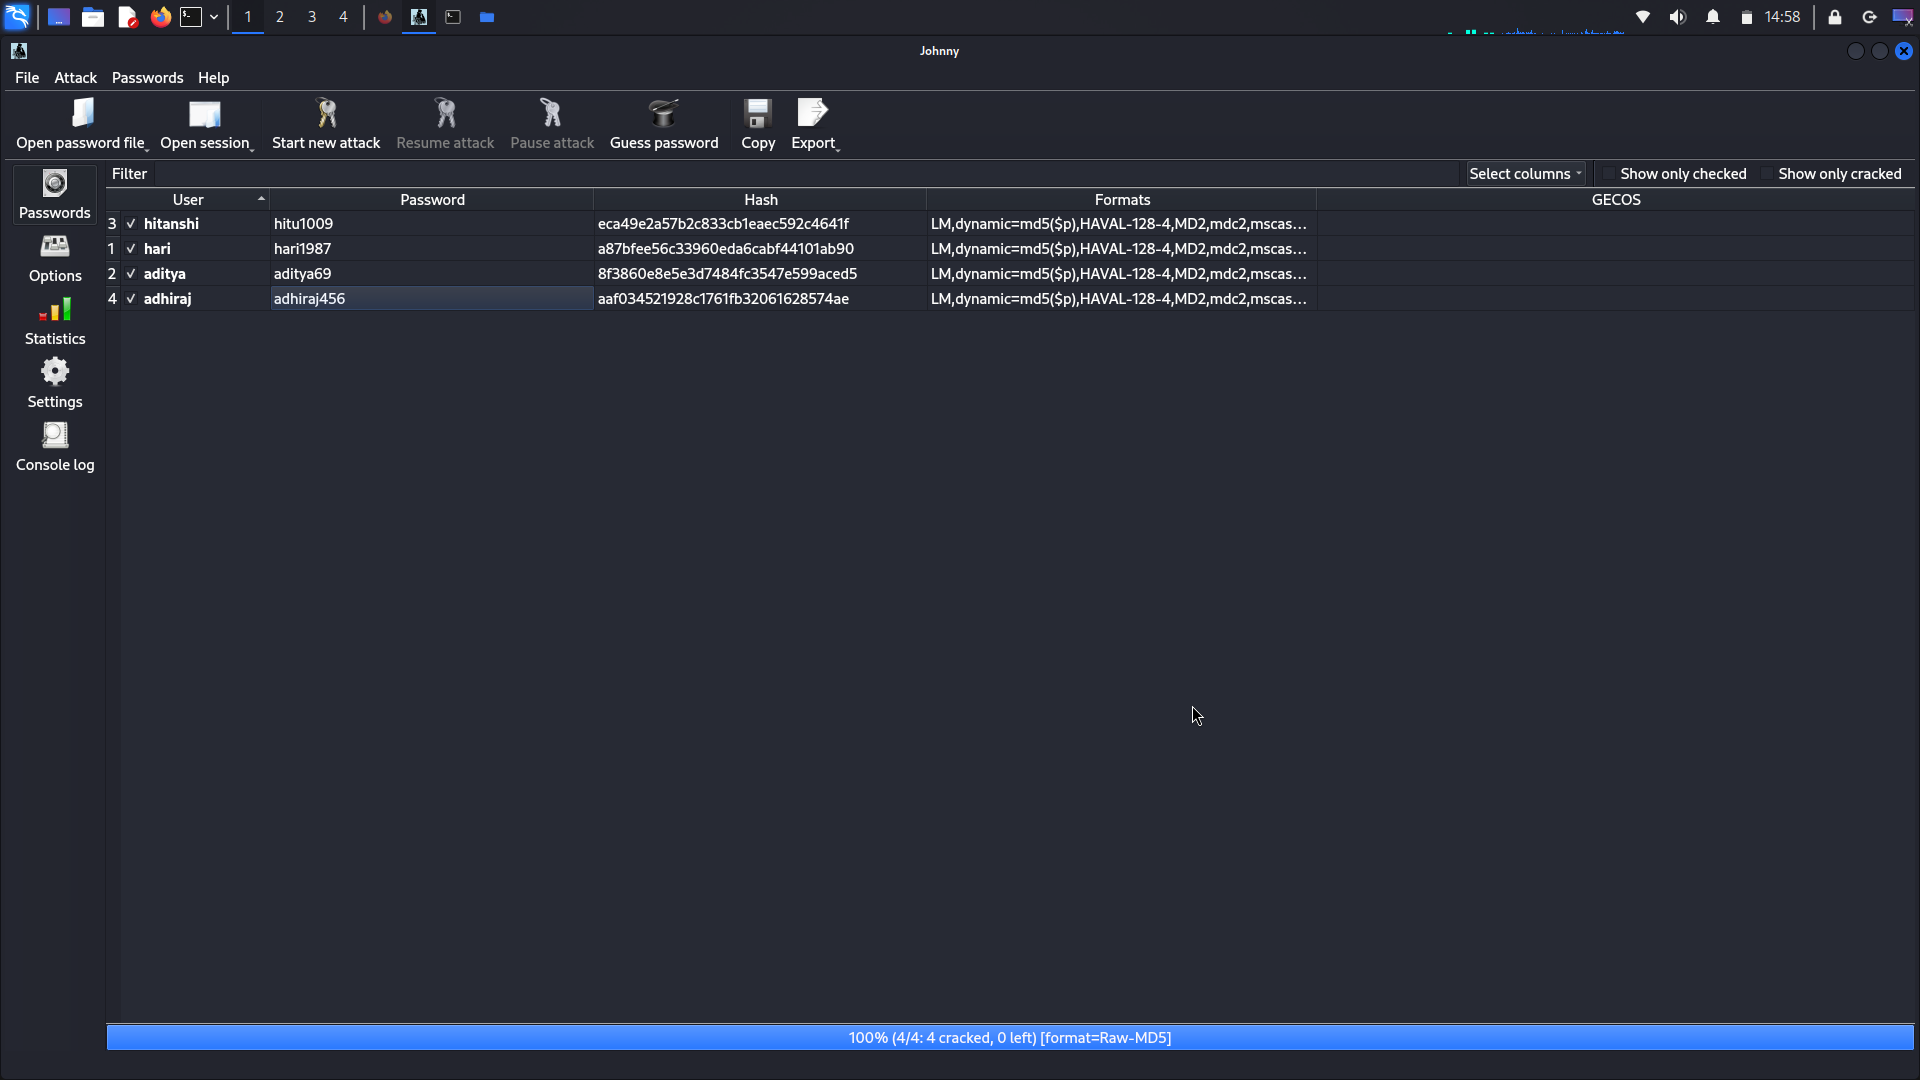 1 2 3 4 14:58
Johnny
File Attack Passwords Help
Open password file Open session Start new attack Resume attack Pause attack Guess password Copy Export
Filter Select columns Show only checked Show only cracked
Passwords
Options
Statistics
Settings
Console log
User Password Hash Formats GECOS
3 hitanshi hitu1009 eca49e2a57b2c833cb1eaec592c4641f LM,dynamic=md5($p),HAVAL-128-4,MD2,mdc2,mscas...
1 hari hari1987 a87bfee56c33960eda6cabf44101ab90 LM,dynamic=md5($p),HAVAL-128-4,MD2,mdc2,mscas...
2 aditya aditya69 8f3860e8e5e3d7484fc3547e599aced5 LM,dynamic=md5($p),HAVAL-128-4,MD2,mdc2,mscas...
4 adhiraj adhiraj456 aaf034521928c1761fb32061628574ae LM,dynamic=md5($p),HAVAL-128-4,MD2,mdc2,mscas...
100% (4/4: 4 cracked, 0 left) [format=Raw-MD5]